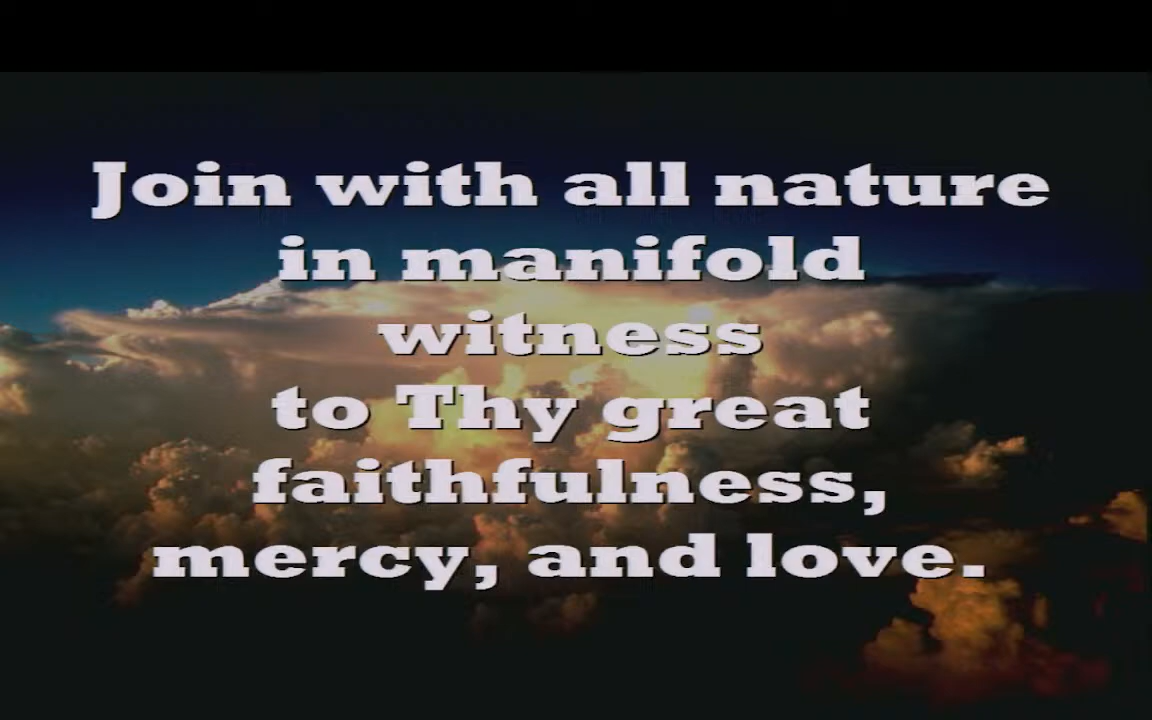 Join with all nature
in manifold
witness
to Thy great
faithfulness,
mercy, and love.